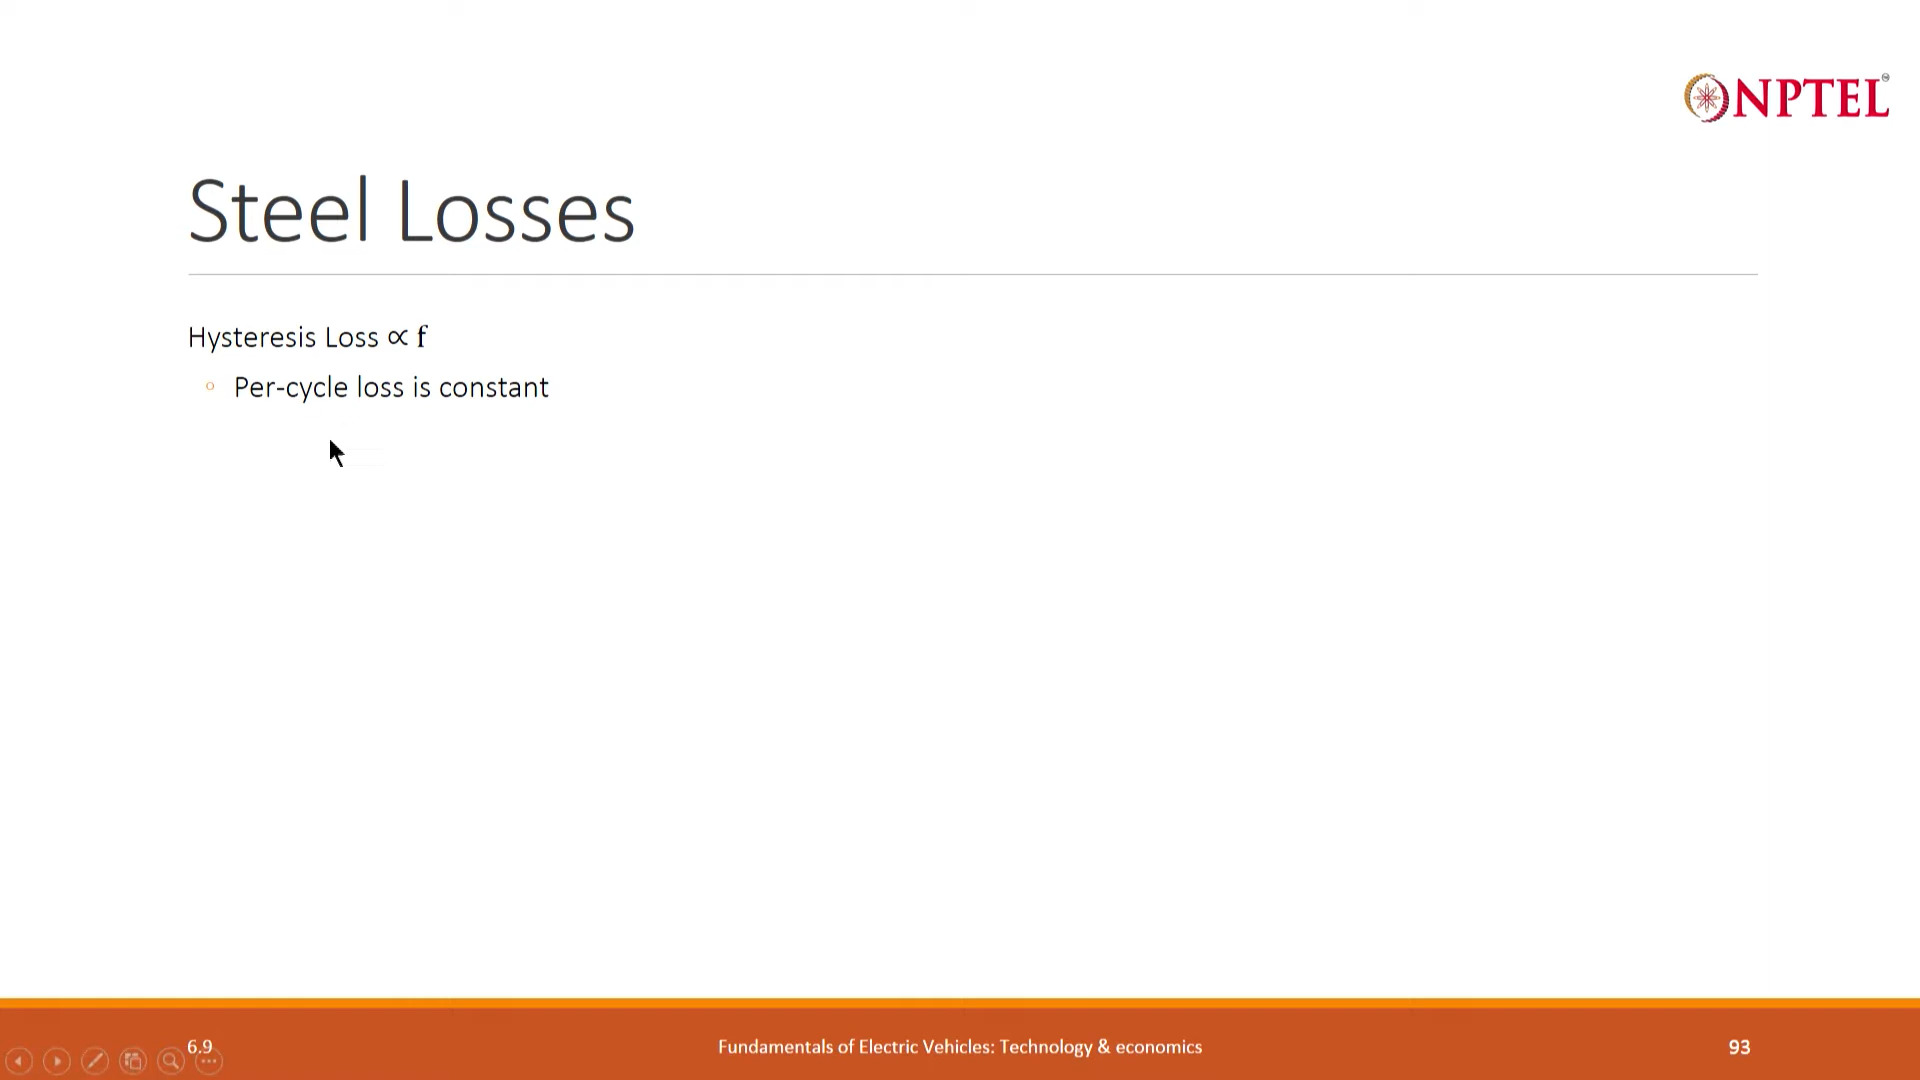 NPTEL
Steel Losses
Hysteresis Loss ∝ f
Per-cycle loss is constant
6.9
Fundamentals of Electric Vehicles: Technology & economics
93